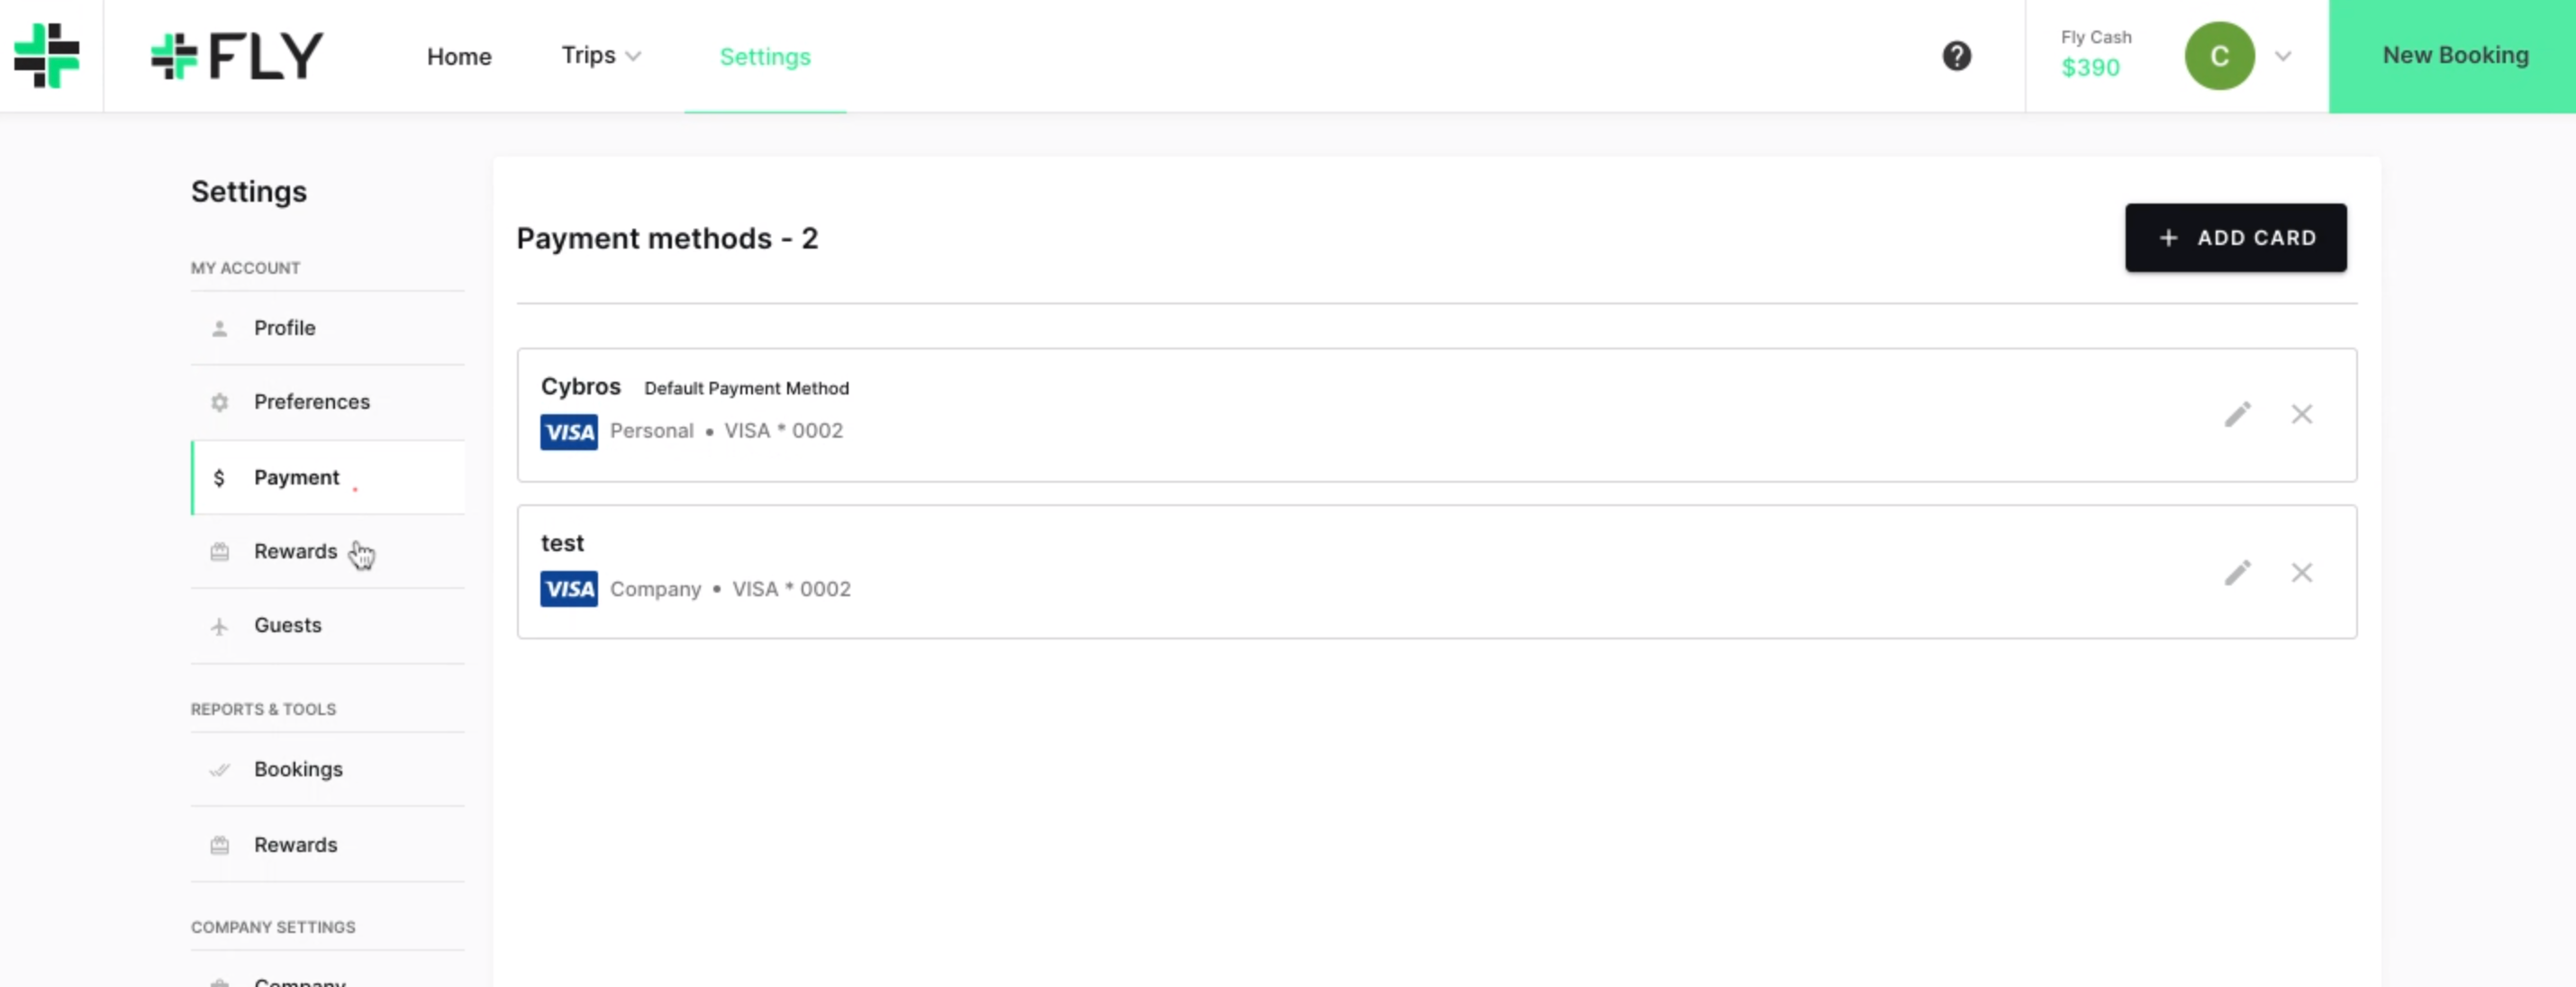 FLY
Home
Trips
Settings
?
Fly Cash
$390
C
New Booking
Settings
MY ACCOUNT
Profile
Preferences
$ Payment
Rewards
Guests
REPORTS & TOOLS
Bookings
Rewards
COMPANY SETTINGS
Company
Payment methods - 2
+ ADD CARD
Cybros Default Payment Method
VISA Personal • VISA * 0002
test
VISA Company • VISA * 0002